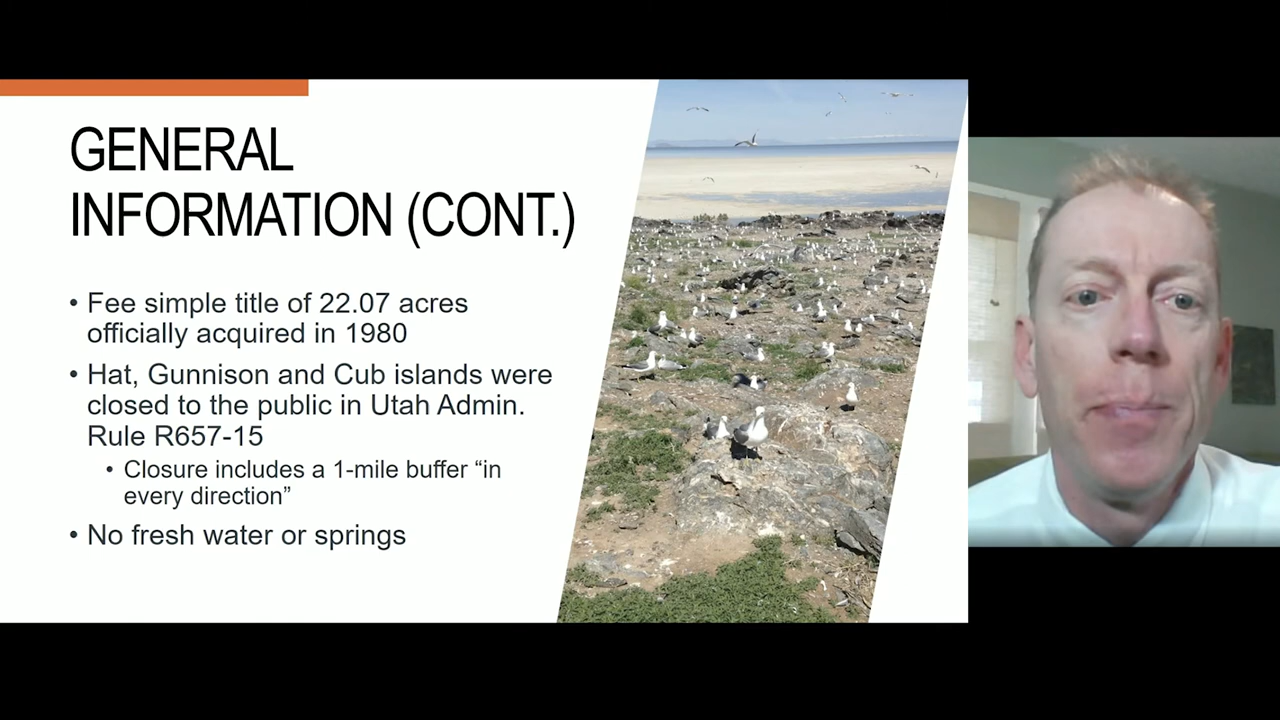 GENERAL
INFORMATION (CONT.)
• Fee simple title of 22.07 acres
officially acquired in 1980
• Hat, Gunnison and Cub islands were
closed to the public in Utah Admin.
Rule R657-15
• Closure includes a 1-mile buffer “in
every direction”
• No fresh water or springs